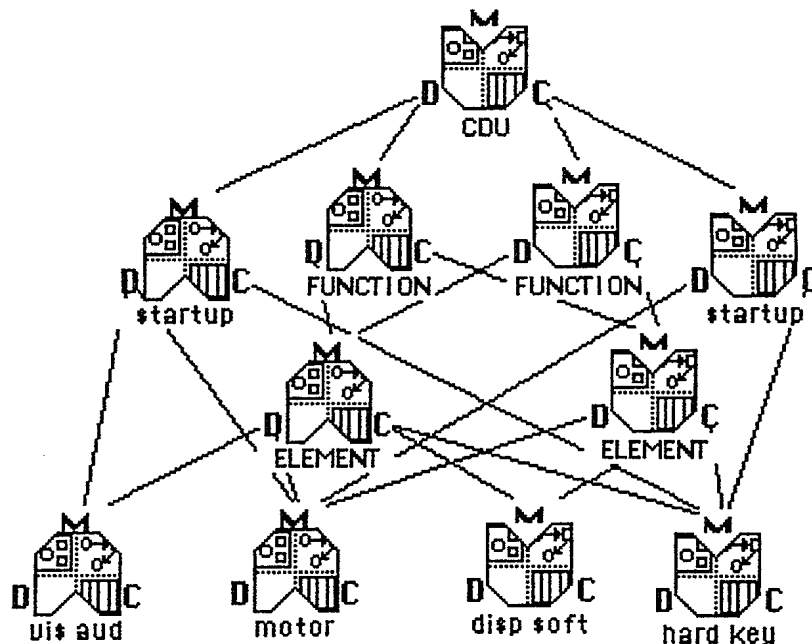 M
D C
CDU
M M
M M
D C D C
D C D C
FUNCTION FUNCTION
startup startup
M M
D C D C
ELEMENT ELEMENT
M M M M
D C D C D C D C
vis aud motor disp soft hard key